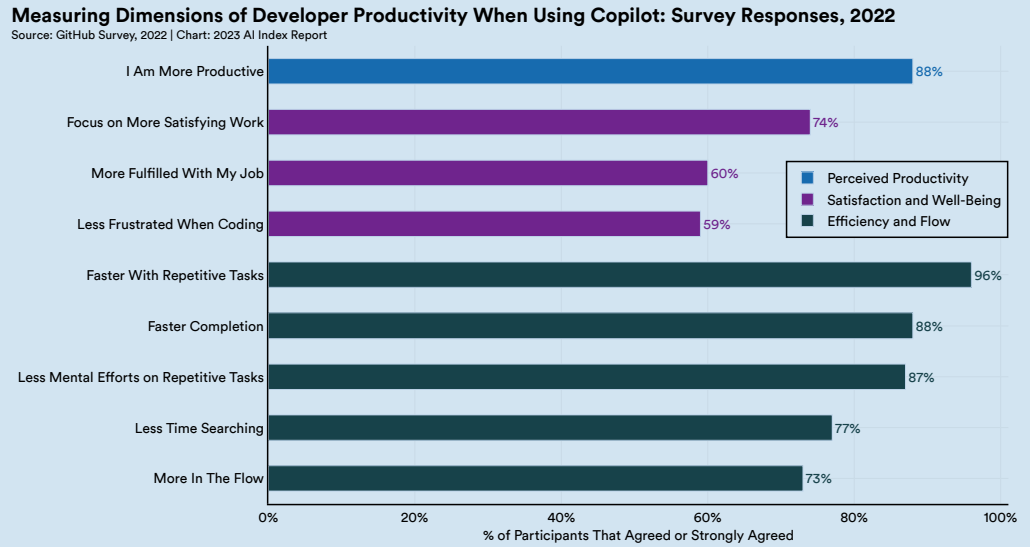 Measuring Dimensions of Developer Productivity When Using Copilot: Survey Responses, 2022
Source: GitHub Survey, 2022 | Chart: 2023 AI Index Report
I Am More Productive 88%
Focus on More Satisfying Work 74%
More Fulfilled With My Job 60%
Less Frustrated When Coding 59%
Perceived Productivity
Satisfaction and Well-Being
Efficiency and Flow
Faster With Repetitive Tasks 96%
Faster Completion 88%
Less Mental Efforts on Repetitive Tasks 87%
Less Time Searching 77%
More In The Flow 73%
0% 20% 40% 60% 80% 100%
% of Participants That Agreed or Strongly Agreed